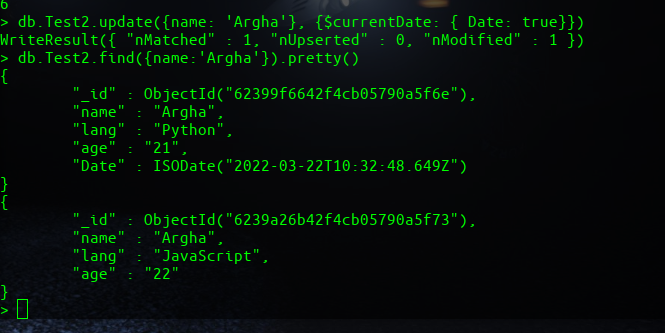 6
> db.Test2.update({name: 'Argha'}, {$currentDate: { Date: true}})
WriteResult({ "nMatched" : 1, "nUpserted" : 0, "nModified" : 1 })
> db.Test2.find({name:'Argha'}).pretty()
{
        "_id" : ObjectId("62399f6642f4cb05790a5f6e"),
        "name" : "Argha",
        "lang" : "Python",
        "age" : "21",
        "Date" : ISODate("2022-03-22T10:32:48.649Z")
}
{
        "_id" : ObjectId("6239a26b42f4cb05790a5f73"),
        "name" : "Argha",
        "lang" : "JavaScript",
        "age" : "22"
}
>